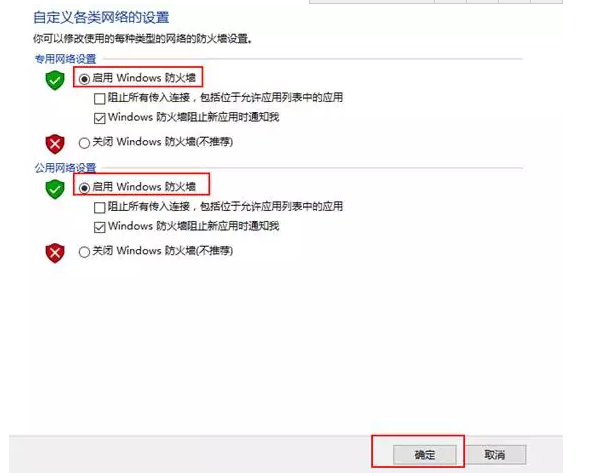 自定义各类网络的设置
你可以修改使用的每种类型的网络的防火墙设置。
专用网络设置
启用 Windows 防火墙
阻止所有传入连接，包括位于允许应用列表中的应用
Windows 防火墙阻止新应用时通知我
关闭 Windows 防火墙(不推荐)
公用网络设置
启用 Windows 防火墙
阻止所有传入连接，包括位于允许应用列表中的应用
Windows 防火墙阻止新应用时通知我
关闭 Windows 防火墙(不推荐)
确定 取消